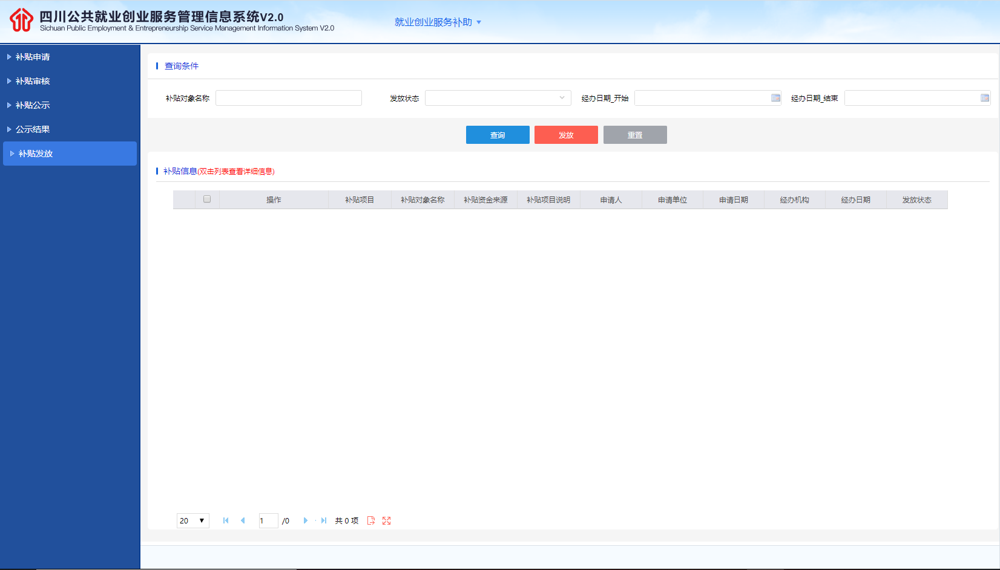 四川公共就业创业服务管理信息系统V2.0
Sichuan Public Employment & Entrepreneurship Service Management Information System V2.0
就业创业服务补助
补贴申请
补贴审核
补贴公示
公示结果
补贴发放
查询条件
补贴对象名称 发放状态 经办日期_开始 经办日期_结束
查询 发放 重置
补贴信息(双击列表查看详细信息)
操作 补贴项目 补贴对象名称 补贴资金来源 补贴项目说明 申请人 申请单位 申请日期 经办机构 经办日期 发放状态
20 1 /0 共 0 项